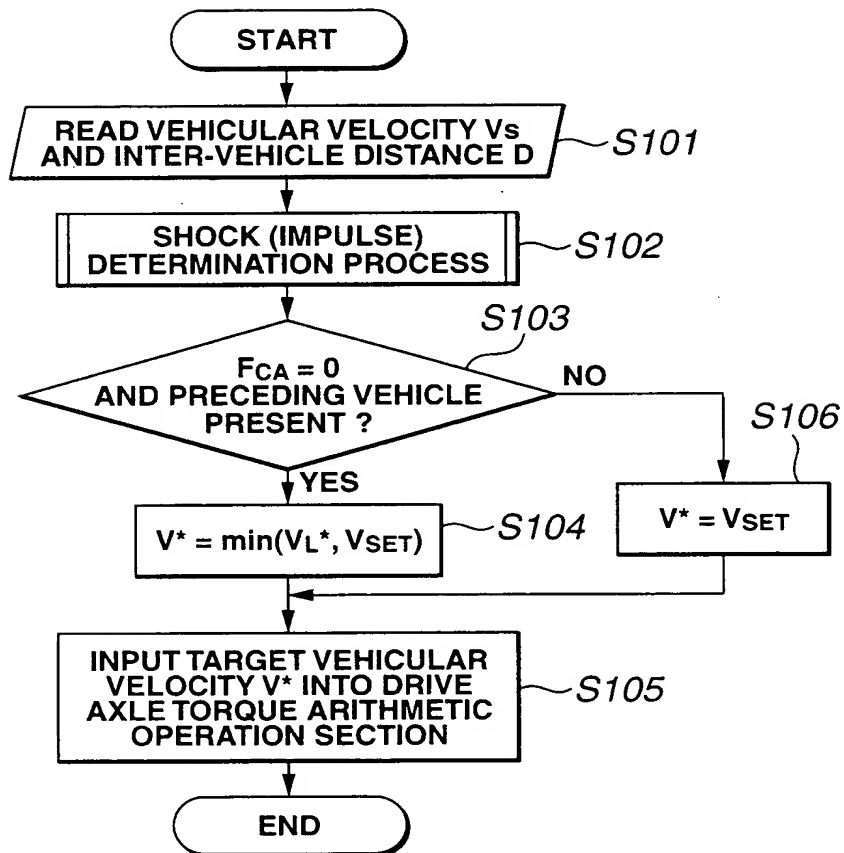 START
READ VEHICULAR VELOCITY Vs
AND INTER-VEHICLE DISTANCE D
S101
SHOCK (IMPULSE)
DETERMINATION PROCESS
S102
S103
FCA = 0
AND PRECEDING VEHICLE
PRESENT ?
NO
YES
S106
V* = min(VL*, VSET)
S104
V* = VSET
INPUT TARGET VEHICULAR
VELOCITY V* INTO DRIVE
AXLE TORQUE ARITHMETIC
OPERATION SECTION
S105
END